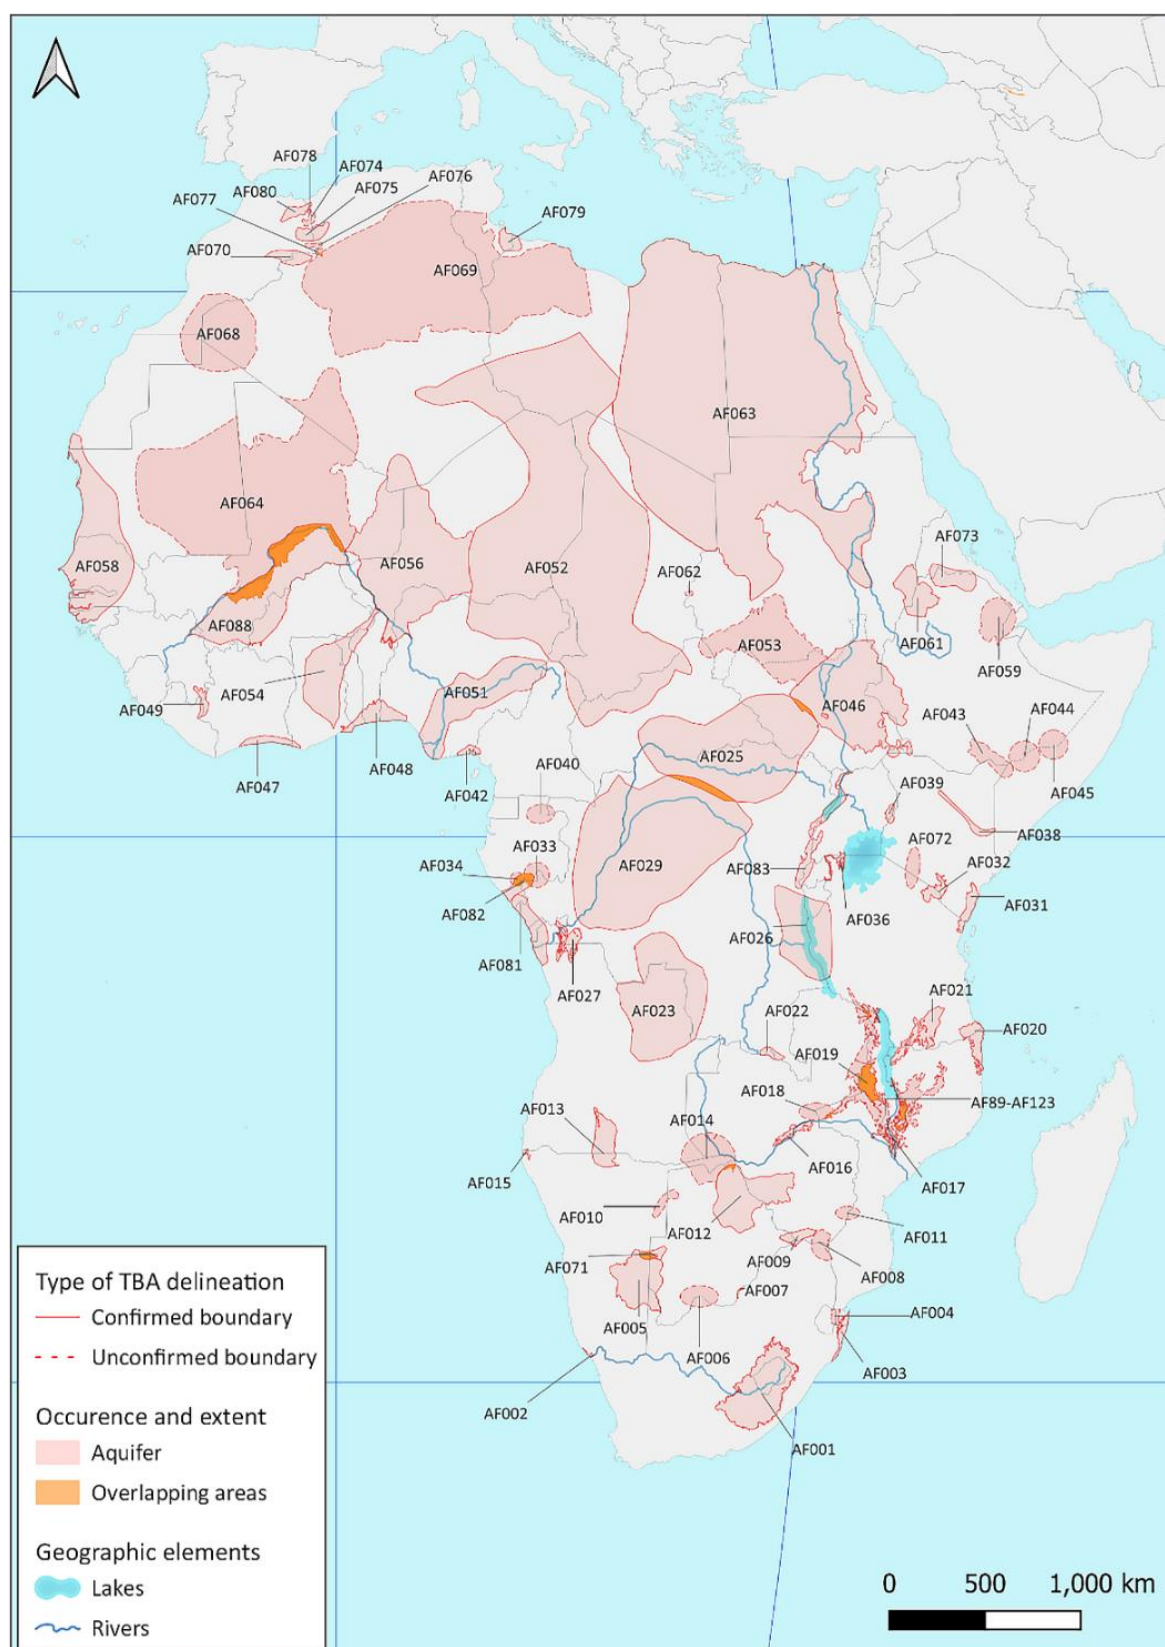 AF078
AF074
AF076
AF080
AF075
AF077
AF079
AF070
AF069
AF068
AF063
AF064
AF073
AF058
AF056
AF052
AF062
AF088
AF053
AF061
AF059
AF054
AF051
AF049
AF046
AF043
AF044
AF047
AF048
AF042
AF025
AF040
AF039
AF045
AF038
AF033
AF034
AF029
AF083
AF072
AF032
AF082
AF036
AF031
AF026
AF081
AF027
AF021
AF023
AF022
AF020
AF019
AF018
AF89-AF123
AF013
AF014
AF016
AF015
AF017
AF010
AF012
AF011
AF009
AF071
AF008
AF007
AF005
AF006
AF004
AF003
AF002
AF001
Type of TBA delineation
Confirmed boundary
Unconfirmed boundary
Occurence and extent
Aquifer
Overlapping areas
Geographic elements
Lakes
Rivers
0 500 1,000 km